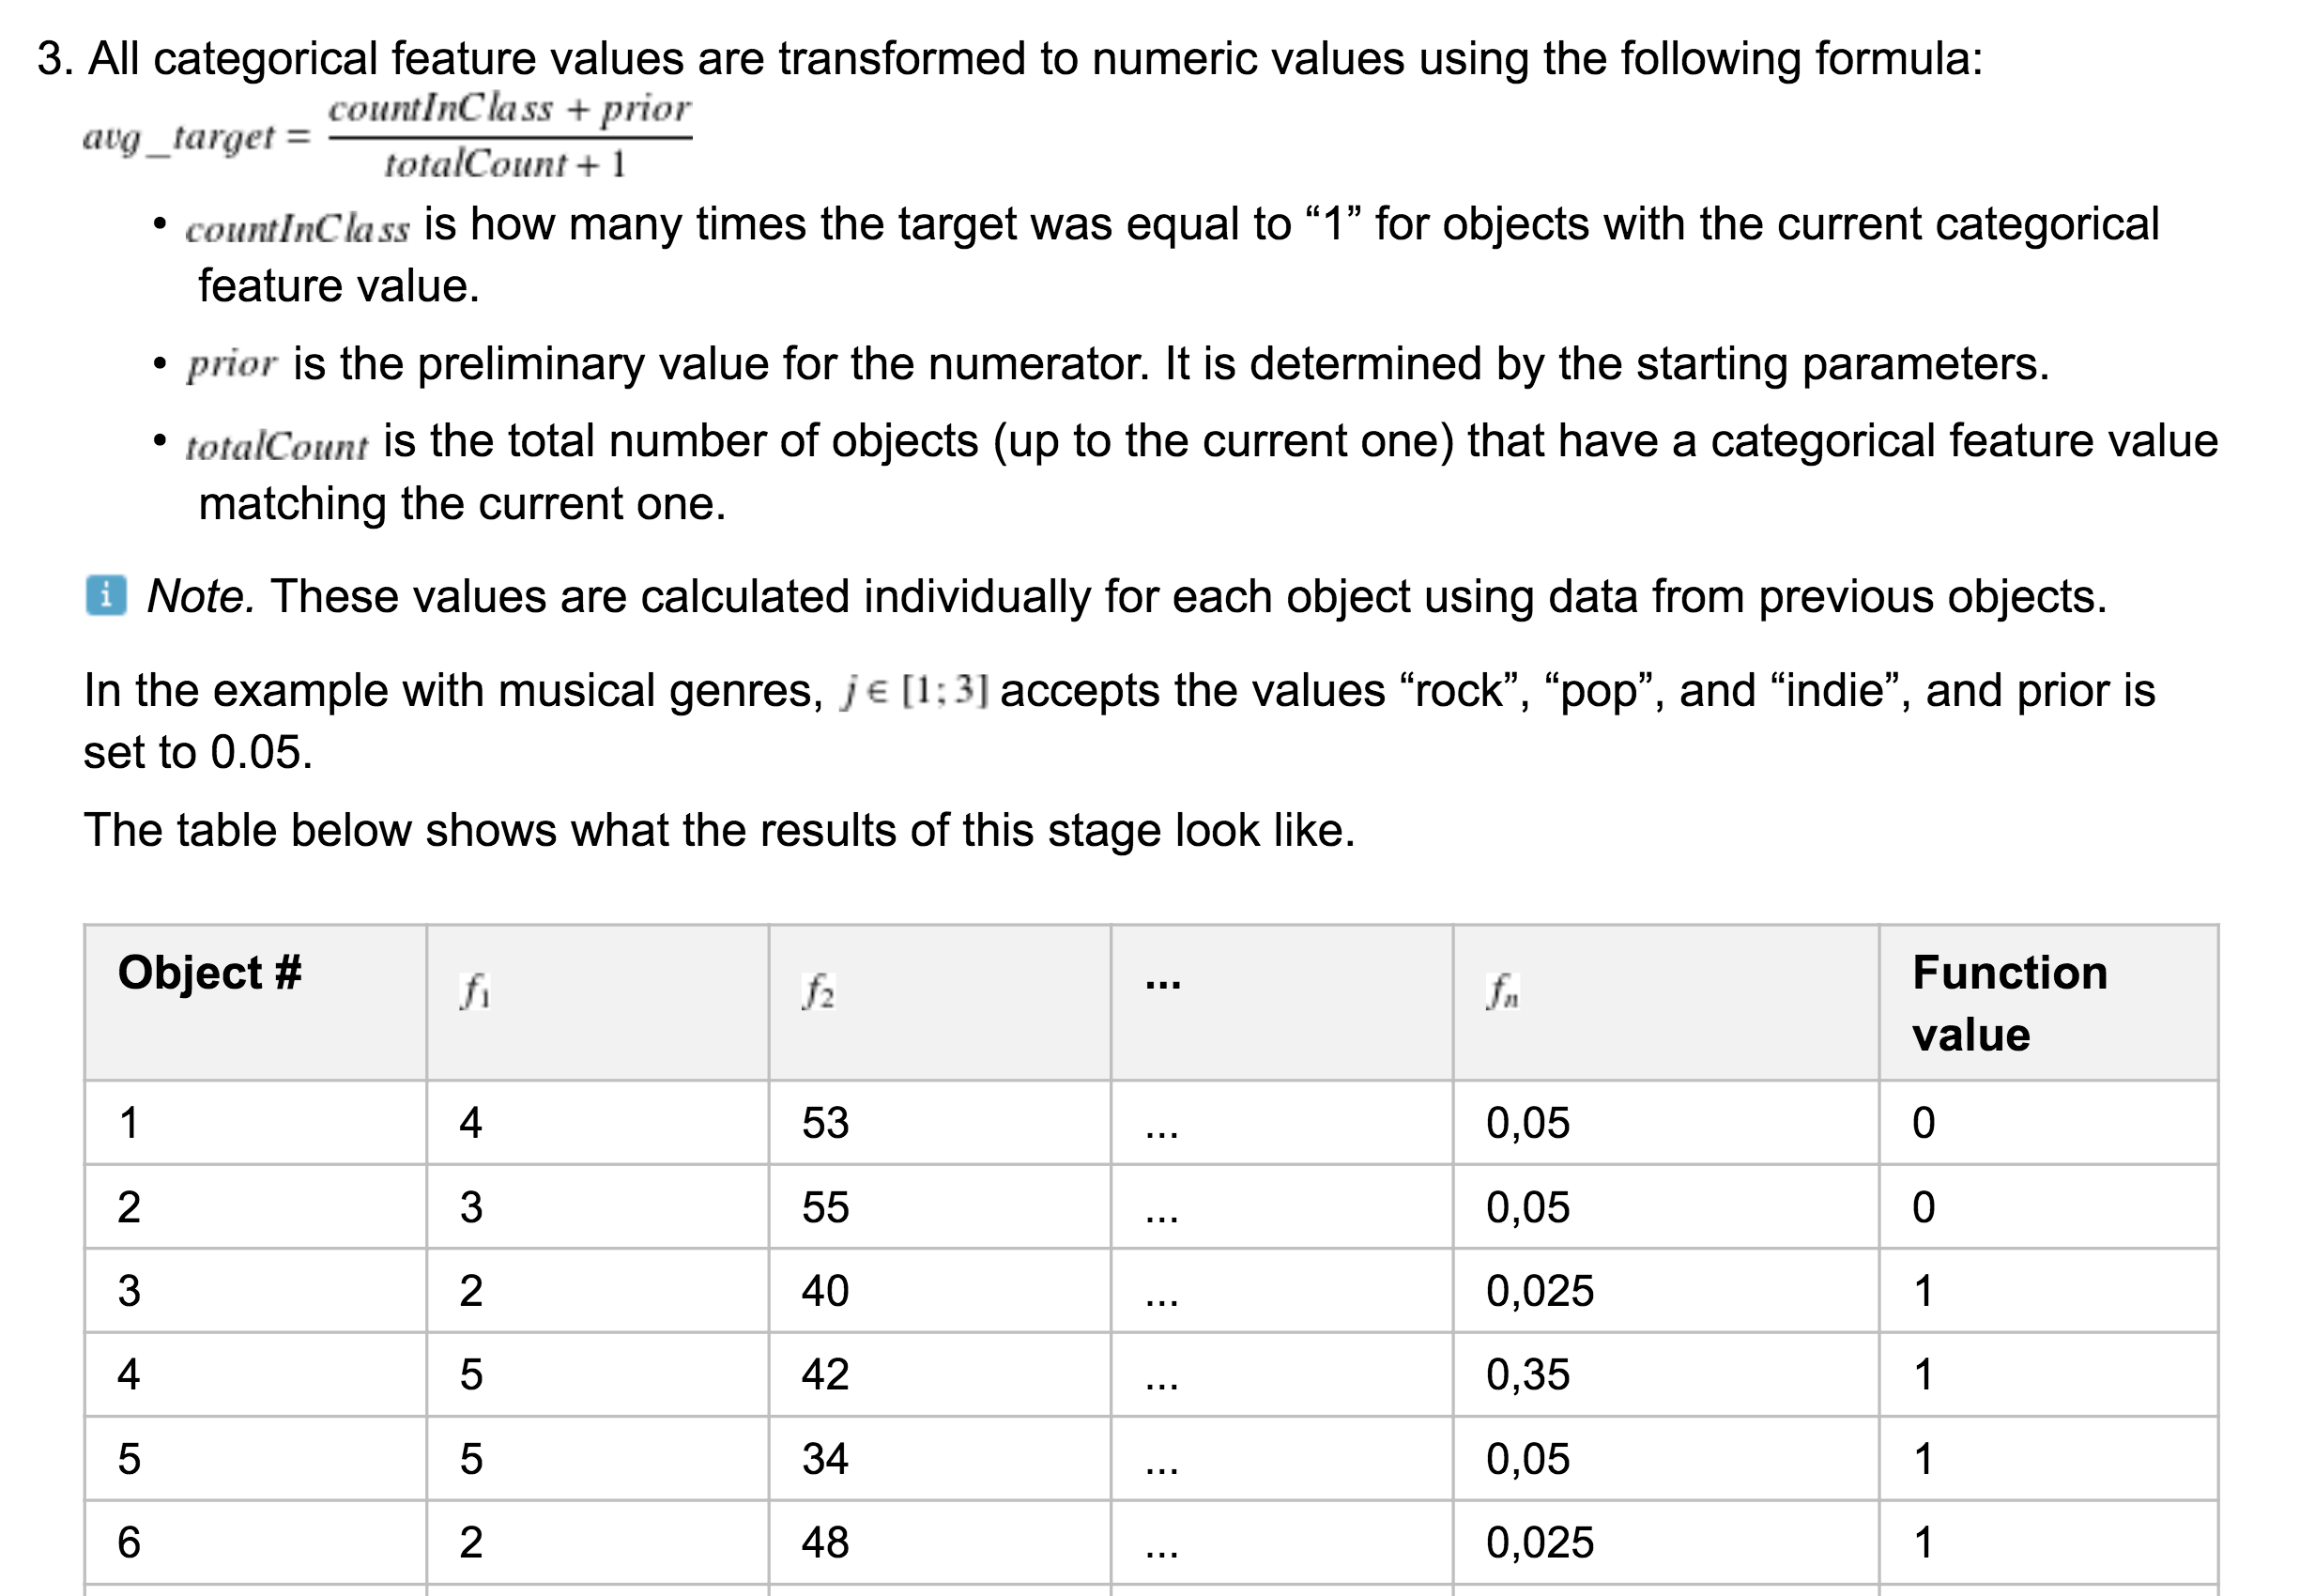 3. All categorical feature values are transformed to numeric values using the following formula:
avg_target = (countInClass + prior) / (totalCount + 1)
• countInClass is how many times the target was equal to “1” for objects with the current categorical
feature value.
• prior is the preliminary value for the numerator. It is determined by the starting parameters.
• totalCount is the total number of objects (up to the current one) that have a categorical feature value
matching the current one.
i Note. These values are calculated individually for each object using data from previous objects.
In the example with musical genres, j ∈ [1; 3] accepts the values “rock”, “pop”, and “indie”, and prior is
set to 0.05.
The table below shows what the results of this stage look like.
Object # f₁ f₂ ... fₙ Function
value
1 4 53 ... 0,05 0
2 3 55 ... 0,05 0
3 2 40 ... 0,025 1
4 5 42 ... 0,35 1
5 5 34 ... 0,05 1
6 2 48 ... 0,025 1